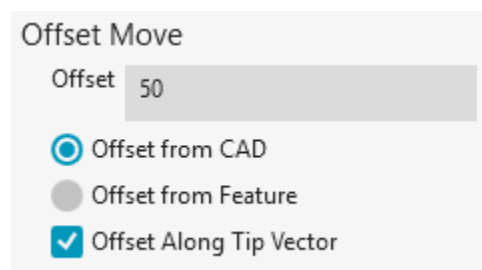 Offset Move
Offset 50
Offset from CAD
Offset from Feature
Offset Along Tip Vector